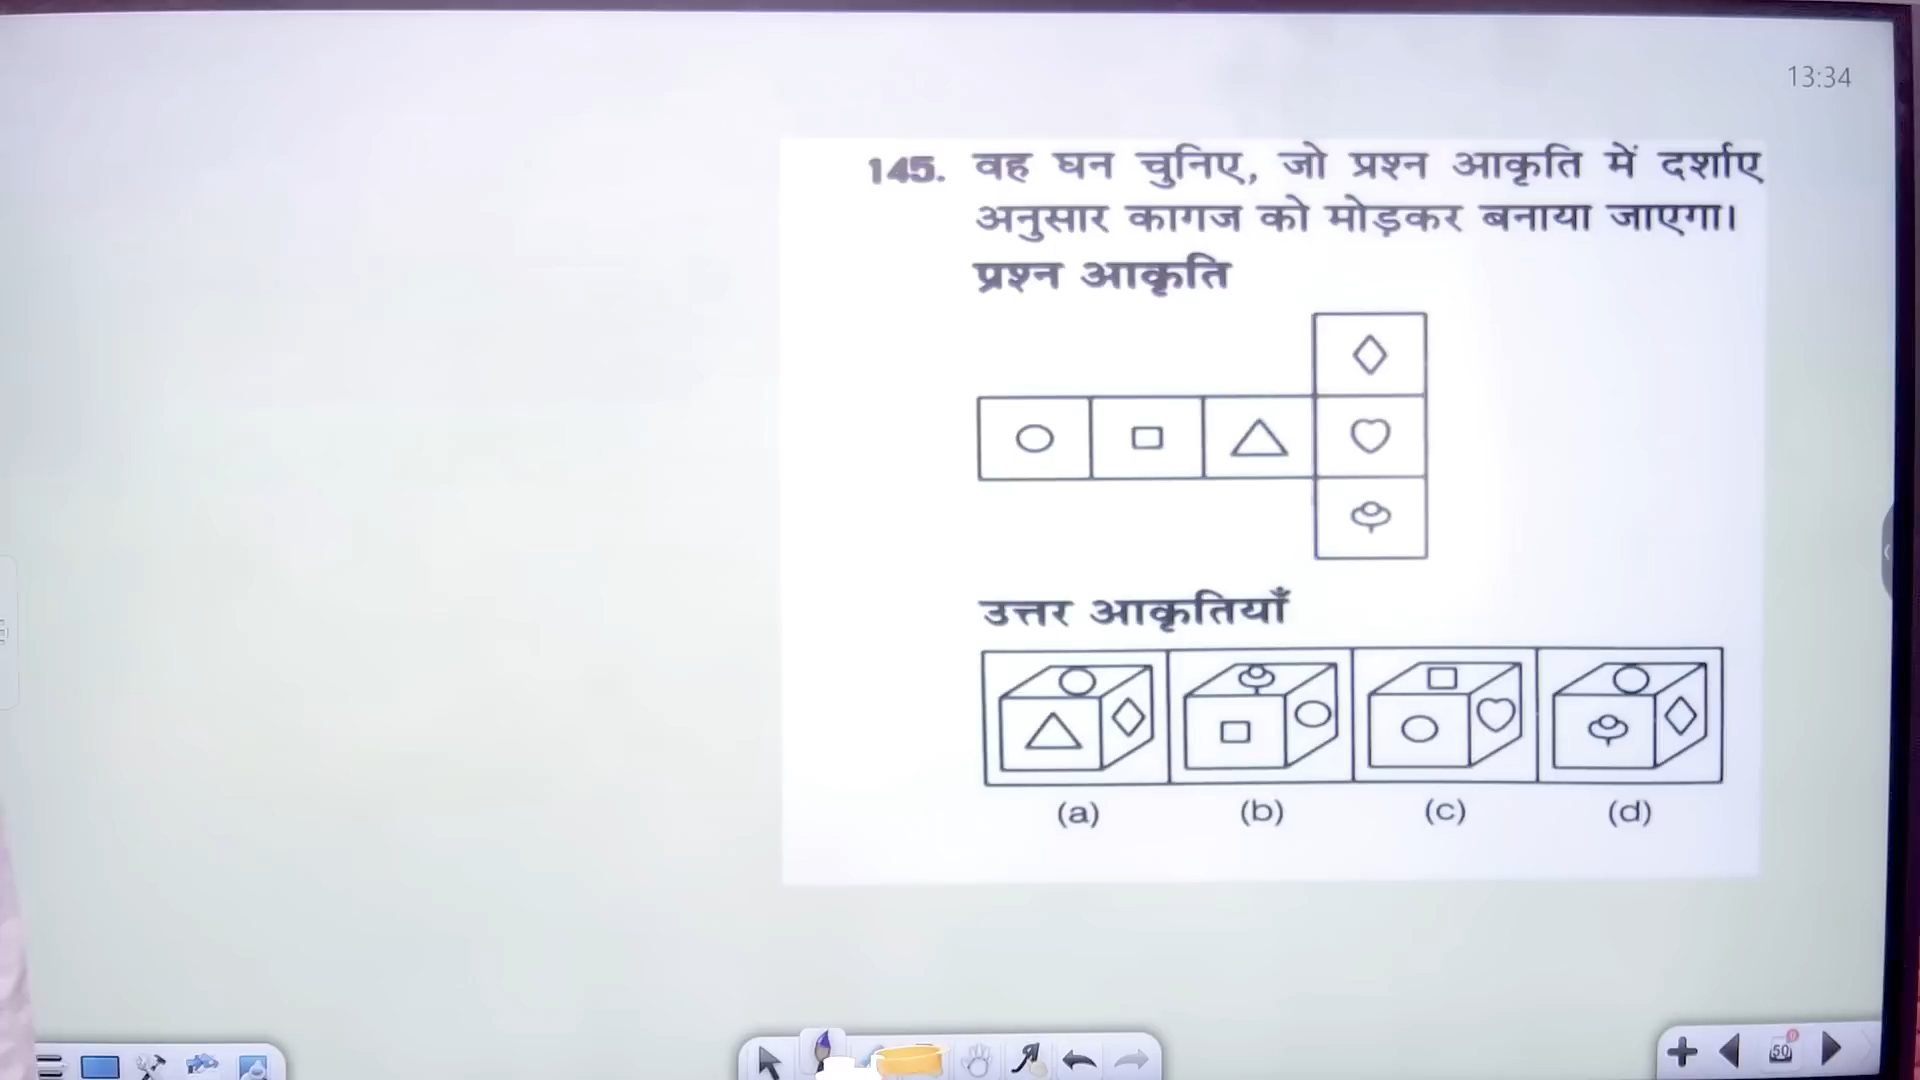 13:34
145. वह घन चुनिए, जो प्रश्न आकृति में दर्शाए
अनुसार कागज को मोड़कर बनाया जाएगा।
प्रश्न आकृति
उत्तर आकृतियाँ
(a) (b) (c) (d)
50